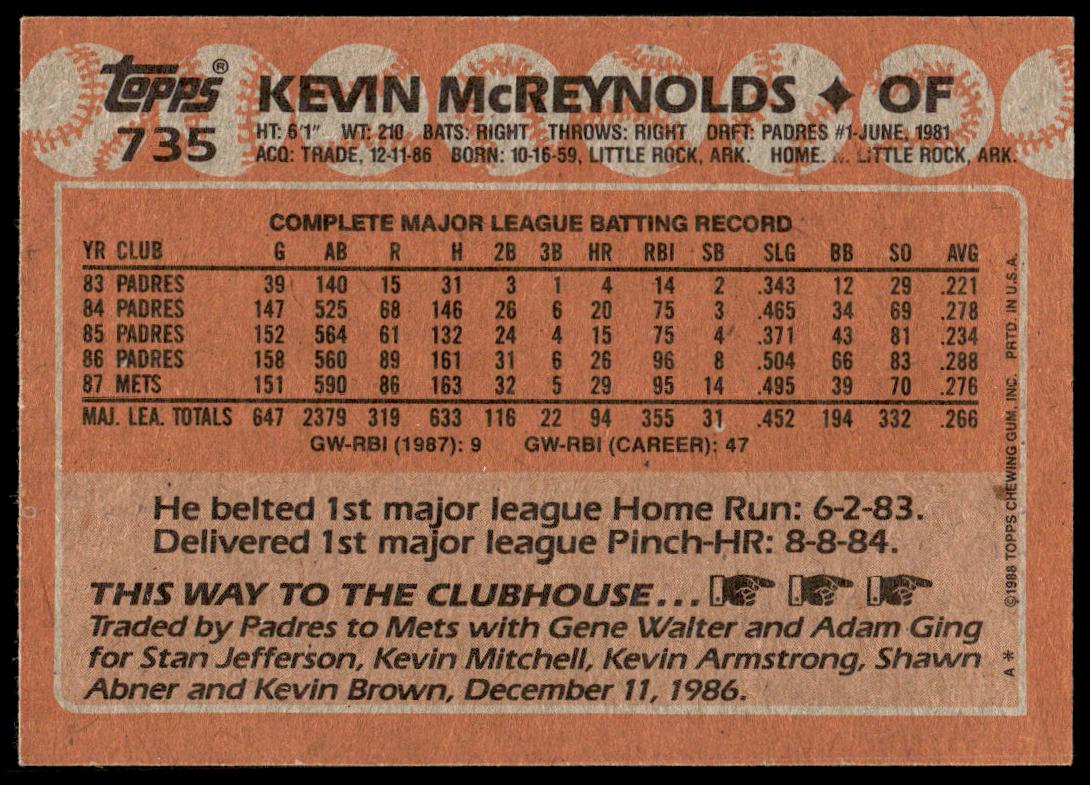 topps® KEVIN McREYNOLDS ✦ OF
735 HT: 6'1" WT: 210 BATS: RIGHT THROWS: RIGHT DRFT: PADRES #1-JUNE, 1981
ACQ: TRADE, 12-11-86 BORN: 10-16-59, LITTLE ROCK, ARK. HOME: LITTLE ROCK, ARK.
COMPLETE MAJOR LEAGUE BATTING RECORD
YR CLUB G AB R H 2B 3B HR RBI SB SLG BB SO AVG
83 PADRES 39 140 15 31 3 1 4 14 2 .343 12 29 .221
84 PADRES 147 525 68 146 26 6 20 75 3 .465 34 69 .278
85 PADRES 152 564 61 132 24 4 15 75 4 .371 43 81 .234
86 PADRES 158 560 89 161 31 6 26 96 8 .504 66 83 .288
87 METS 151 590 86 163 32 5 29 95 14 .495 39 70 .276
MAJ. LEA. TOTALS 647 2379 319 633 116 22 94 355 31 .452 194 332 .266
GW-RBI (1987): 9 GW-RBI (CAREER): 47
He belted 1st major league Home Run: 6-2-83.
Delivered 1st major league Pinch-HR: 8-8-84.
THIS WAY TO THE CLUBHOUSE...
Traded by Padres to Mets with Gene Walter and Adam Ging
for Stan Jefferson, Kevin Mitchell, Kevin Armstrong, Shawn
Abner and Kevin Brown, December 11, 1986.
A * ©1988 TOPPS CHEWING GUM, INC. PRTD. IN U.S.A.